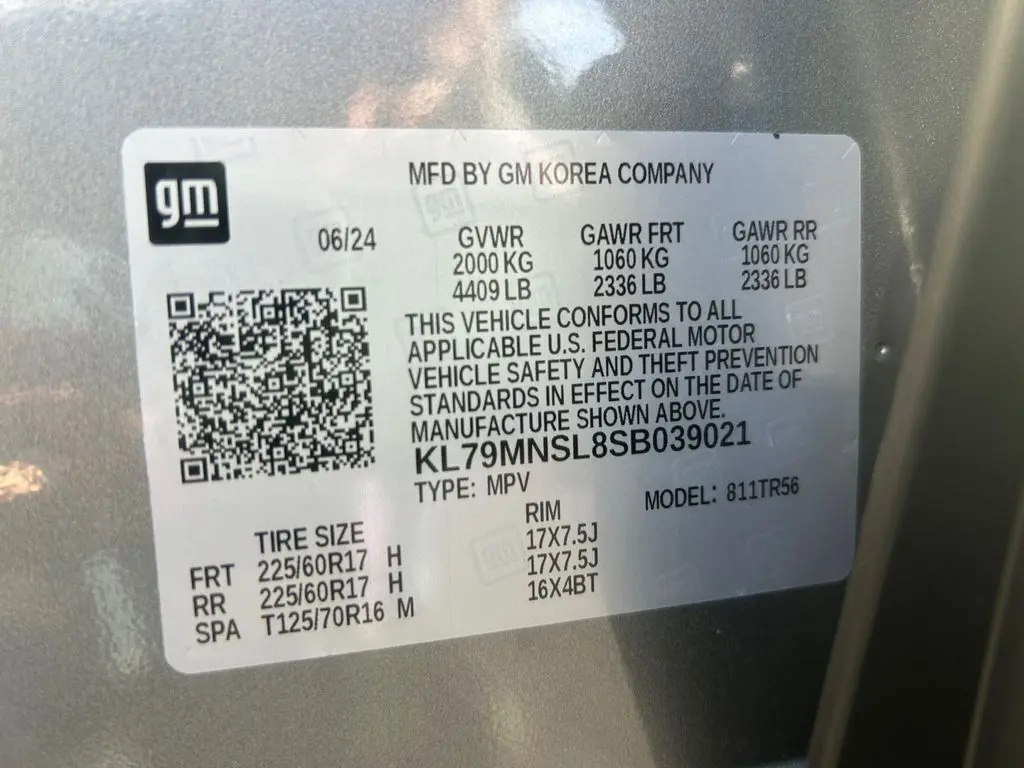 gm
MFD BY GM KOREA COMPANY
06/24
GVWR GAWR FRT GAWR RR
2000 KG 1060 KG 1060 KG
4409 LB 2336 LB 2336 LB
THIS VEHICLE CONFORMS TO ALL
APPLICABLE U.S. FEDERAL MOTOR
VEHICLE SAFETY AND THEFT PREVENTION
STANDARDS IN EFFECT ON THE DATE OF
MANUFACTURE SHOWN ABOVE.
KL79MNSL8SB039021
TYPE: MPV MODEL: 811TR56
TIRE SIZE RIM
FRT 225/60R17 H 17X7.5J
RR 225/60R17 H 17X7.5J
SPA T125/70R16 M 16X4BT